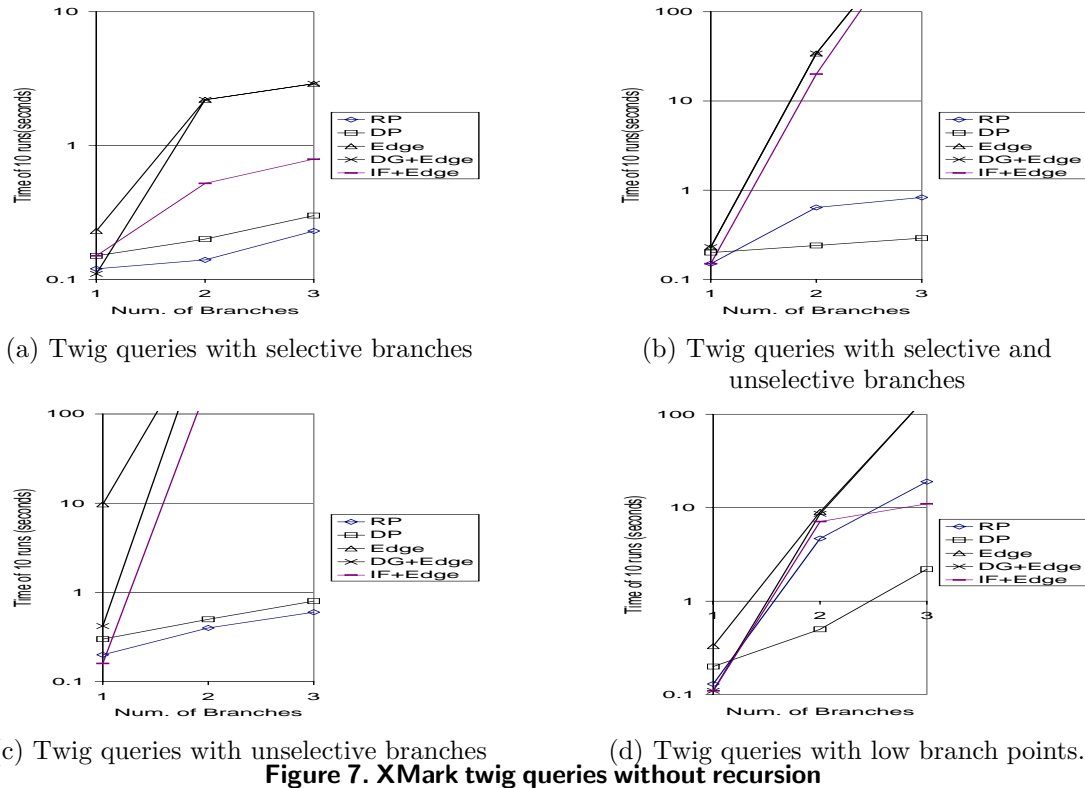 10
1
0.1
Time of 10 runs(seconds)
1 2 3
Num. of Branches
RP
DP
Edge
DG+Edge
IF+Edge
(a) Twig queries with selective branches
100
10
1
0.1
Time of 10 runs (seconds)
1 2 3
Num. of Branches
RP
DP
Edge
DG+Edge
IF+Edge
(b) Twig queries with selective and
unselective branches
100
10
1
0.1
Time of 10 runs (seconds)
1 2 3
Num. of Branches
RP
DP
Edge
DG+Edge
IF+Edge
c) Twig queries with unselective branches
100
10
1
0.1
Time of 10 runs (seconds)
1 2 3
Num. of Branches
RP
DP
Edge
DG+Edge
IF+Edge
(d) Twig queries with low branch points.
Figure 7. XMark twig queries without recursion